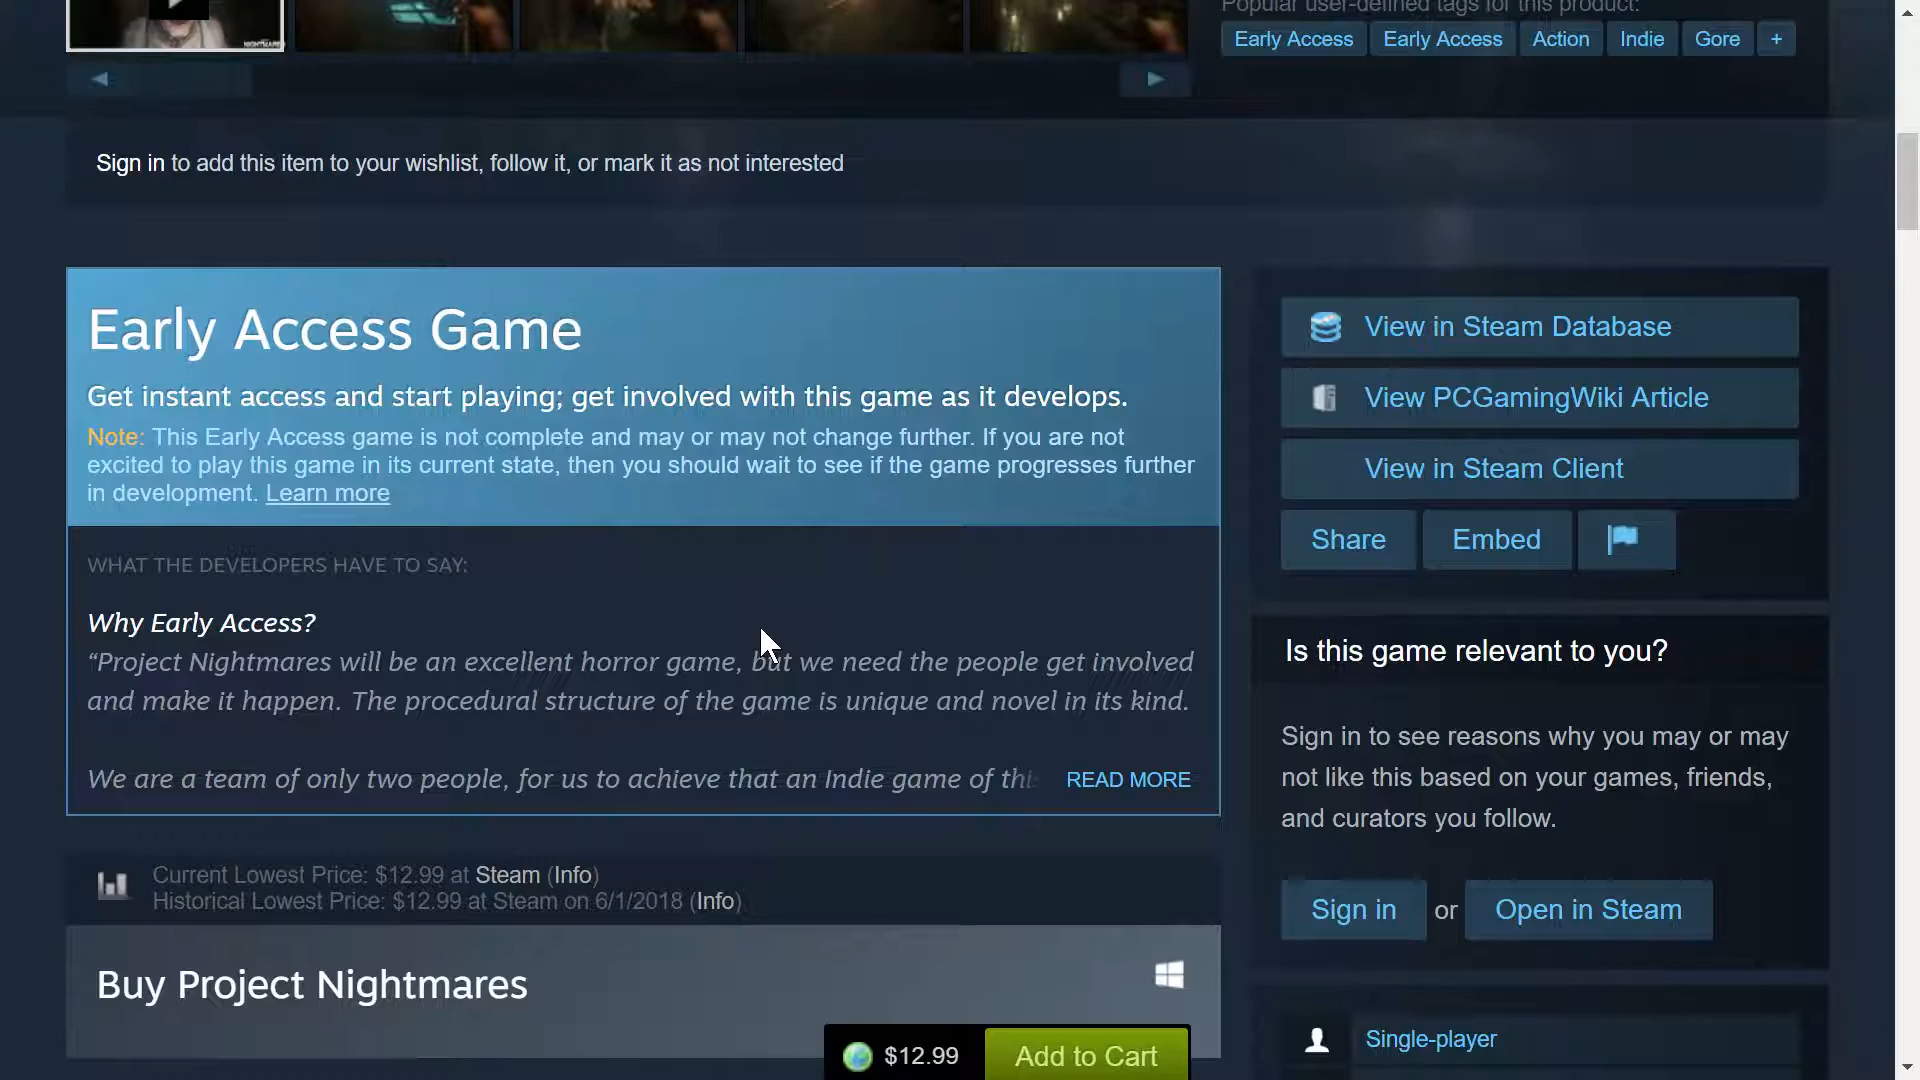 Popular user-defined tags for this product:
Early Access Early Access Action Indie Gore +
Sign in to add this item to your wishlist, follow it, or mark it as not interested
Early Access Game
Get instant access and start playing; get involved with this game as it develops.
Note: This Early Access game is not complete and may or may not change further. If you are not
excited to play this game in its current state, then you should wait to see if the game progresses further
in development. Learn more
WHAT THE DEVELOPERS HAVE TO SAY:
Why Early Access?
“Project Nightmares will be an excellent horror game, but we need the people get involved
and make it happen. The procedural structure of the game is unique and novel in its kind.
We are a team of only two people, for us to achieve that an Indie game of this READ MORE
Current Lowest Price: $12.99 at Steam (Info)
Historical Lowest Price: $12.99 at Steam on 6/1/2018 (Info)
Buy Project Nightmares
$12.99 Add to Cart
View in Steam Database
View PCGamingWiki Article
View in Steam Client
Share Embed
Is this game relevant to you?
Sign in to see reasons why you may or may
not like this based on your games, friends,
and curators you follow.
Sign in or Open in Steam
Single-player